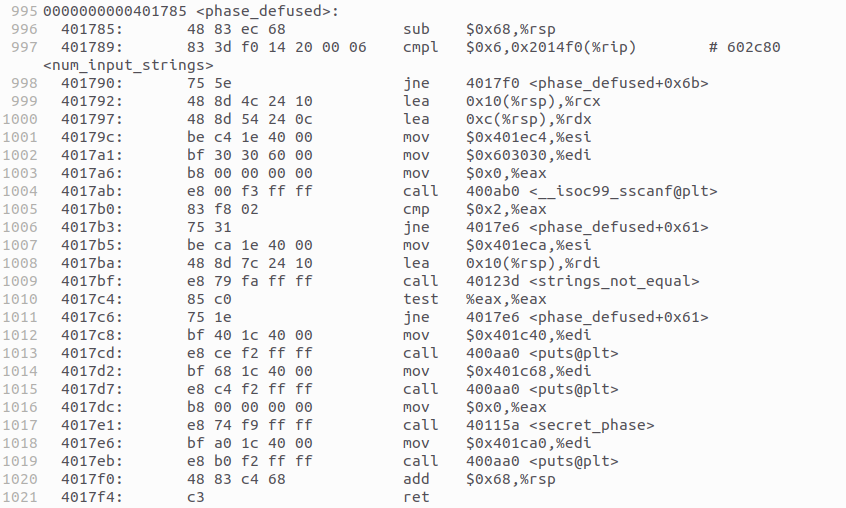 995 0000000000401785 <phase_defused>:
996 401785: 48 83 ec 68 sub $0x68,%rsp
997 401789: 83 3d f0 14 20 00 06 cmpl $0x6,0x2014f0(%rip) # 602c80
<num_input_strings>
998 401790: 75 5e jne 4017f0 <phase_defused+0x6b>
999 401792: 48 8d 4c 24 10 lea 0x10(%rsp),%rcx
1000 401797: 48 8d 54 24 0c lea 0xc(%rsp),%rdx
1001 40179c: be c4 1e 40 00 mov $0x401ec4,%esi
1002 4017a1: bf 30 30 60 00 mov $0x603030,%edi
1003 4017a6: b8 00 00 00 00 mov $0x0,%eax
1004 4017ab: e8 00 f3 ff ff call 400ab0 <__isoc99_sscanf@plt>
1005 4017b0: 83 f8 02 cmp $0x2,%eax
1006 4017b3: 75 31 jne 4017e6 <phase_defused+0x61>
1007 4017b5: be ca 1e 40 00 mov $0x401eca,%esi
1008 4017ba: 48 8d 7c 24 10 lea 0x10(%rsp),%rdi
1009 4017bf: e8 79 fa ff ff call 40123d <strings_not_equal>
1010 4017c4: 85 c0 test %eax,%eax
1011 4017c6: 75 1e jne 4017e6 <phase_defused+0x61>
1012 4017c8: bf 40 1c 40 00 mov $0x401c40,%edi
1013 4017cd: e8 ce f2 ff ff call 400aa0 <puts@plt>
1014 4017d2: bf 68 1c 40 00 mov $0x401c68,%edi
1015 4017d7: e8 c4 f2 ff ff call 400aa0 <puts@plt>
1016 4017dc: b8 00 00 00 00 mov $0x0,%eax
1017 4017e1: e8 74 f9 ff ff call 40115a <secret_phase>
1018 4017e6: bf a0 1c 40 00 mov $0x401ca0,%edi
1019 4017eb: e8 b0 f2 ff ff call 400aa0 <puts@plt>
1020 4017f0: 48 83 c4 68 add $0x68,%rsp
1021 4017f4: c3 ret